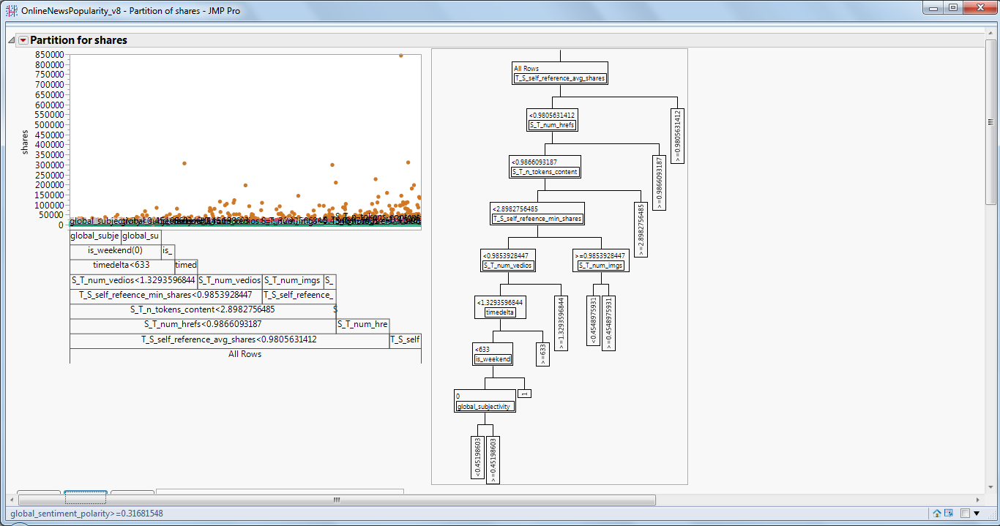 OnlineNewsPopularity_v8 - Partition of shares - JMP Pro
Partition for shares
850000
800000
750000
700000
650000
600000
550000
500000
450000
400000
350000
300000
250000
200000
150000
100000
50000
0
shares
global_subje global_su
is_weekend(0) is_
timedelta<633 timed
S_T_num_vedios<1.3293596844 S_T_num_vedios S_T_num_imgs S_
T_S_self_refeence_min_shares<0.9853928447 T_S_self_refeence_
S_T_n_tokens_content<2.8982756485 S
S_T_num_hrefs<0.9866093187 S_T_num_hre
T_S_self_reference_avg_shares<0.9805631412 T_S_self
All Rows
All Rows
T_S_self_reference_avg_shares
<0.9805631412
S_T_num_hrefs
>=0.9805631412
<0.9866093187
S_T_n_tokens_content
>=0.9866093187
<2.8982756485
T_S_self_refeence_min_shares
>=2.8982756485
<0.9853928447
S_T_num_vedios
>=0.9853928447
S_T_num_imgs
<1.3293596844
timedelta
>=1.3293596844
<0.4548975931
>=0.4548975931
<633
is_weekend
>=633
0
global_subjectivity
1
<0.45198603
>=0.45198603
global_sentiment_polarity>=0.31681548